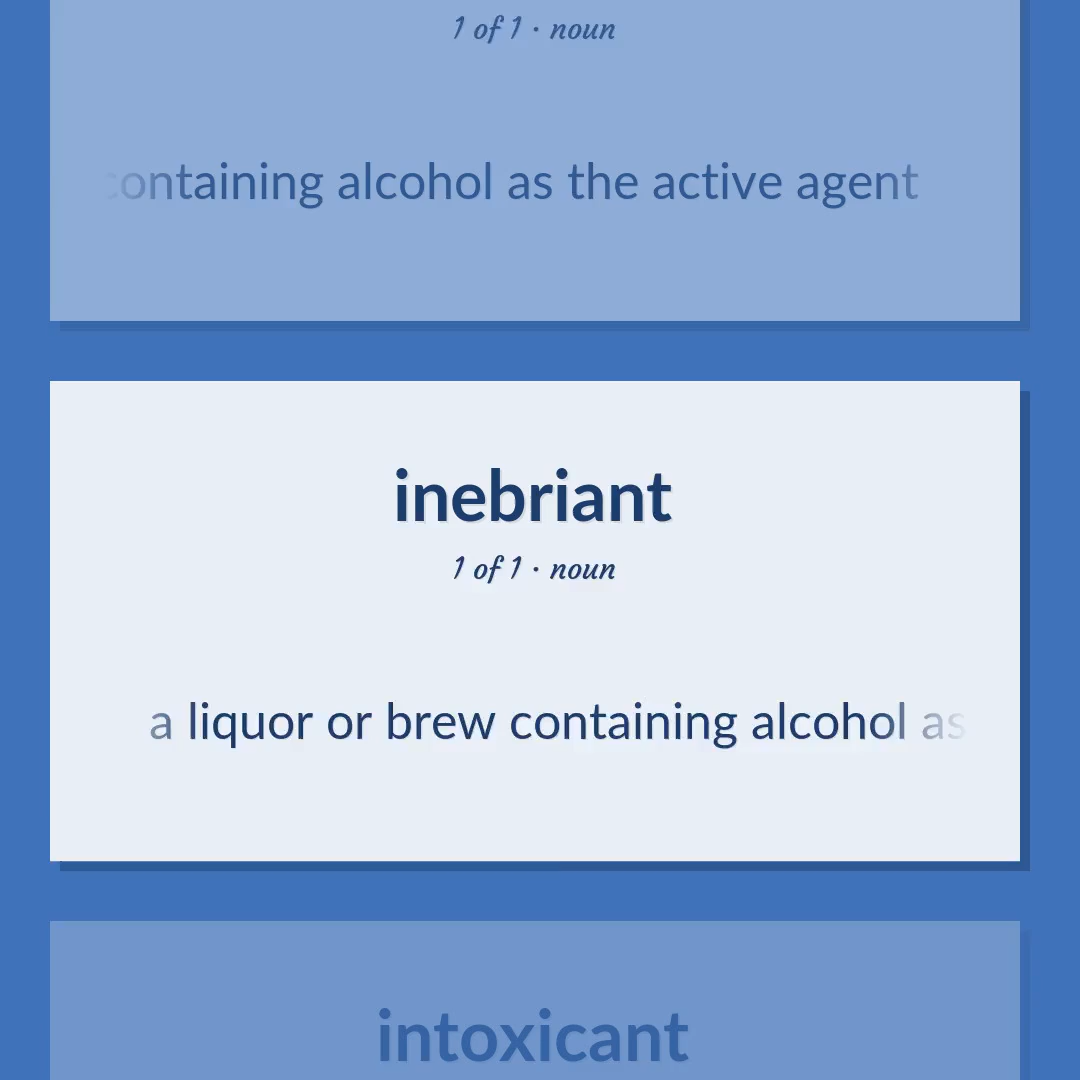 1 of 1 · noun
containing alcohol as the active agent
inebriant
1 of 1 · noun
a liquor or brew containing alcohol as
intoxicant